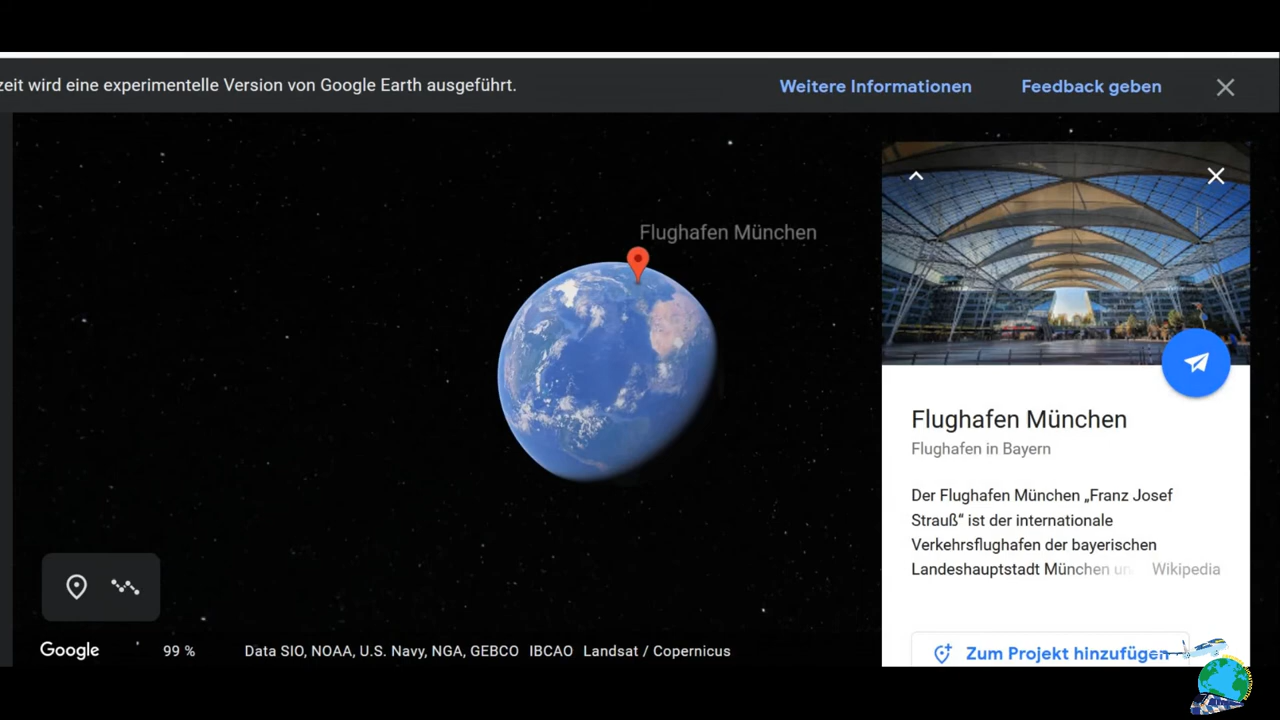 zeit wird eine experimentelle Version von Google Earth ausgeführt.
Weitere Informationen
Feedback geben
Flughafen München
Flughafen München
Flughafen in Bayern
Der Flughafen München „Franz Josef
Strauß“ ist der internationale
Verkehrsflughafen der bayerischen
Landeshauptstadt München un
Wikipedia
Zum Projekt hinzufügen
Google
99 %
Data SIO, NOAA, U.S. Navy, NGA, GEBCO IBCAO Landsat / Copernicus